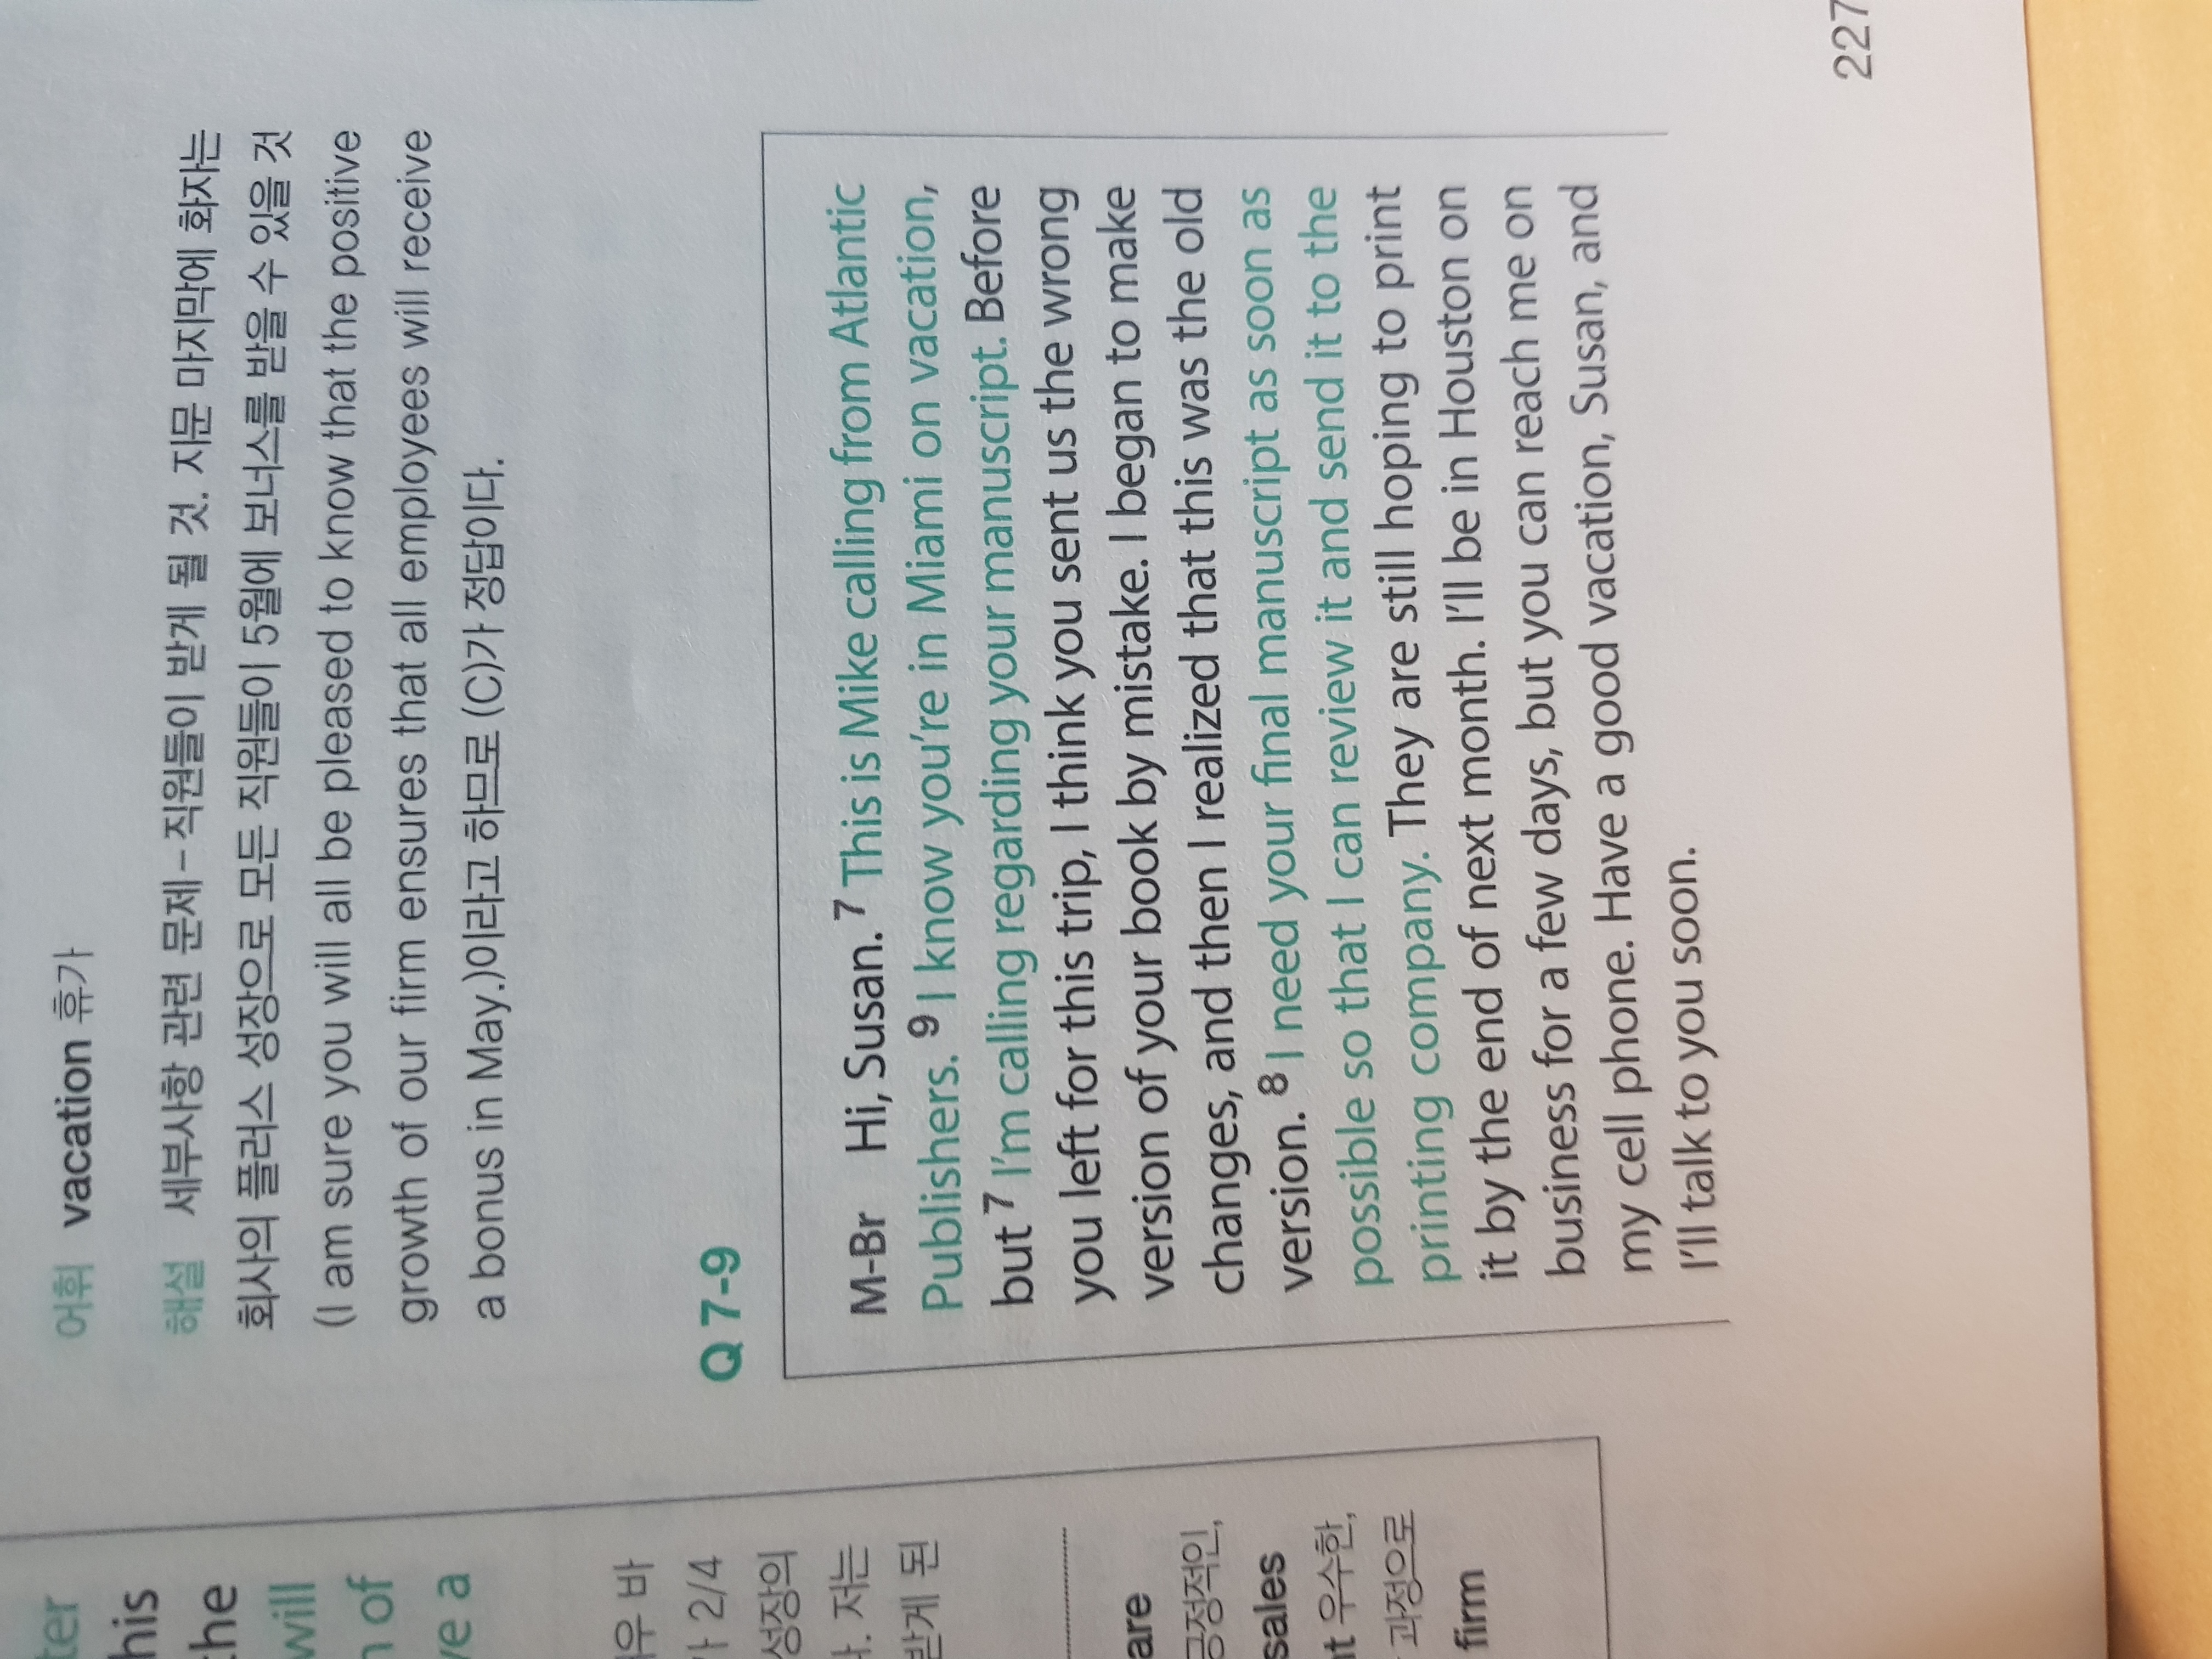 ter
his
the
will
n of
ve a
우 바
가 2/4
성장의
다. 저는
받게 된
are
긍정적인,
sales
nt 우수한,
과정으로
firm
어휘 vacation 휴가
해설 세부사항 관련 문제 – 직원들이 받게 될 것. 지문 마지막에 화자는
회사의 플러스 성장으로 모든 직원들이 5월에 보너스를 받을 수 있을 것
(I am sure you will all be pleased to know that the positive
growth of our firm ensures that all employees will receive
a bonus in May.)이라고 하므로 (C)가 정답이다.
Q 7-9
M-Br Hi, Susan. 7 This is Mike calling from Atlantic
Publishers. 9 I know you're in Miami on vacation,
but 7 I'm calling regarding your manuscript. Before
you left for this trip, I think you sent us the wrong
version of your book by mistake. I began to make
changes, and then I realized that this was the old
version. 8 I need your final manuscript as soon as
possible so that I can review it and send it to the
printing company. They are still hoping to print
it by the end of next month. I'll be in Houston on
business for a few days, but you can reach me on
my cell phone. Have a good vacation, Susan, and
I'll talk to you soon.
227